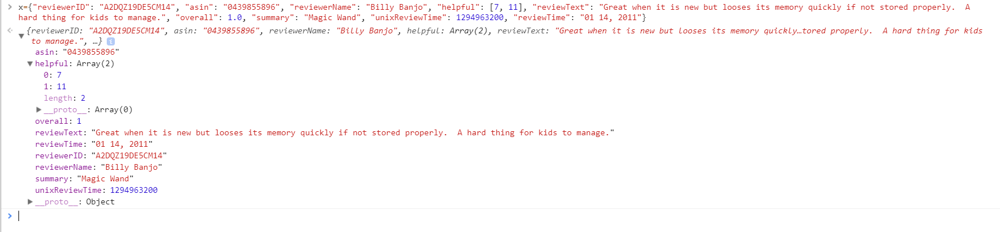 x={"reviewerID": "A2DQZ19DE5CM14", "asin": "0439855896", "reviewerName": "Billy Banjo", "helpful": [7, 11], "reviewText": "Great when it is new but looses its memory quickly if not stored properly.  A
hard thing for kids to manage.", "overall": 1.0, "summary": "Magic Wand", "unixReviewTime": 1294963200, "reviewTime": "01 14, 2011"}
{reviewerID: "A2DQZ19DE5CM14", asin: "0439855896", reviewerName: "Billy Banjo", helpful: Array(2), reviewText: "Great when it is new but looses its memory quickly…tored properly.  A hard thing for kids
to manage.", …} i
asin: "0439855896"
helpful: Array(2)
0: 7
1: 11
length: 2
__proto__: Array(0)
overall: 1
reviewText: "Great when it is new but looses its memory quickly if not stored properly.  A hard thing for kids to manage."
reviewTime: "01 14, 2011"
reviewerID: "A2DQZ19DE5CM14"
reviewerName: "Billy Banjo"
summary: "Magic Wand"
unixReviewTime: 1294963200
__proto__: Object